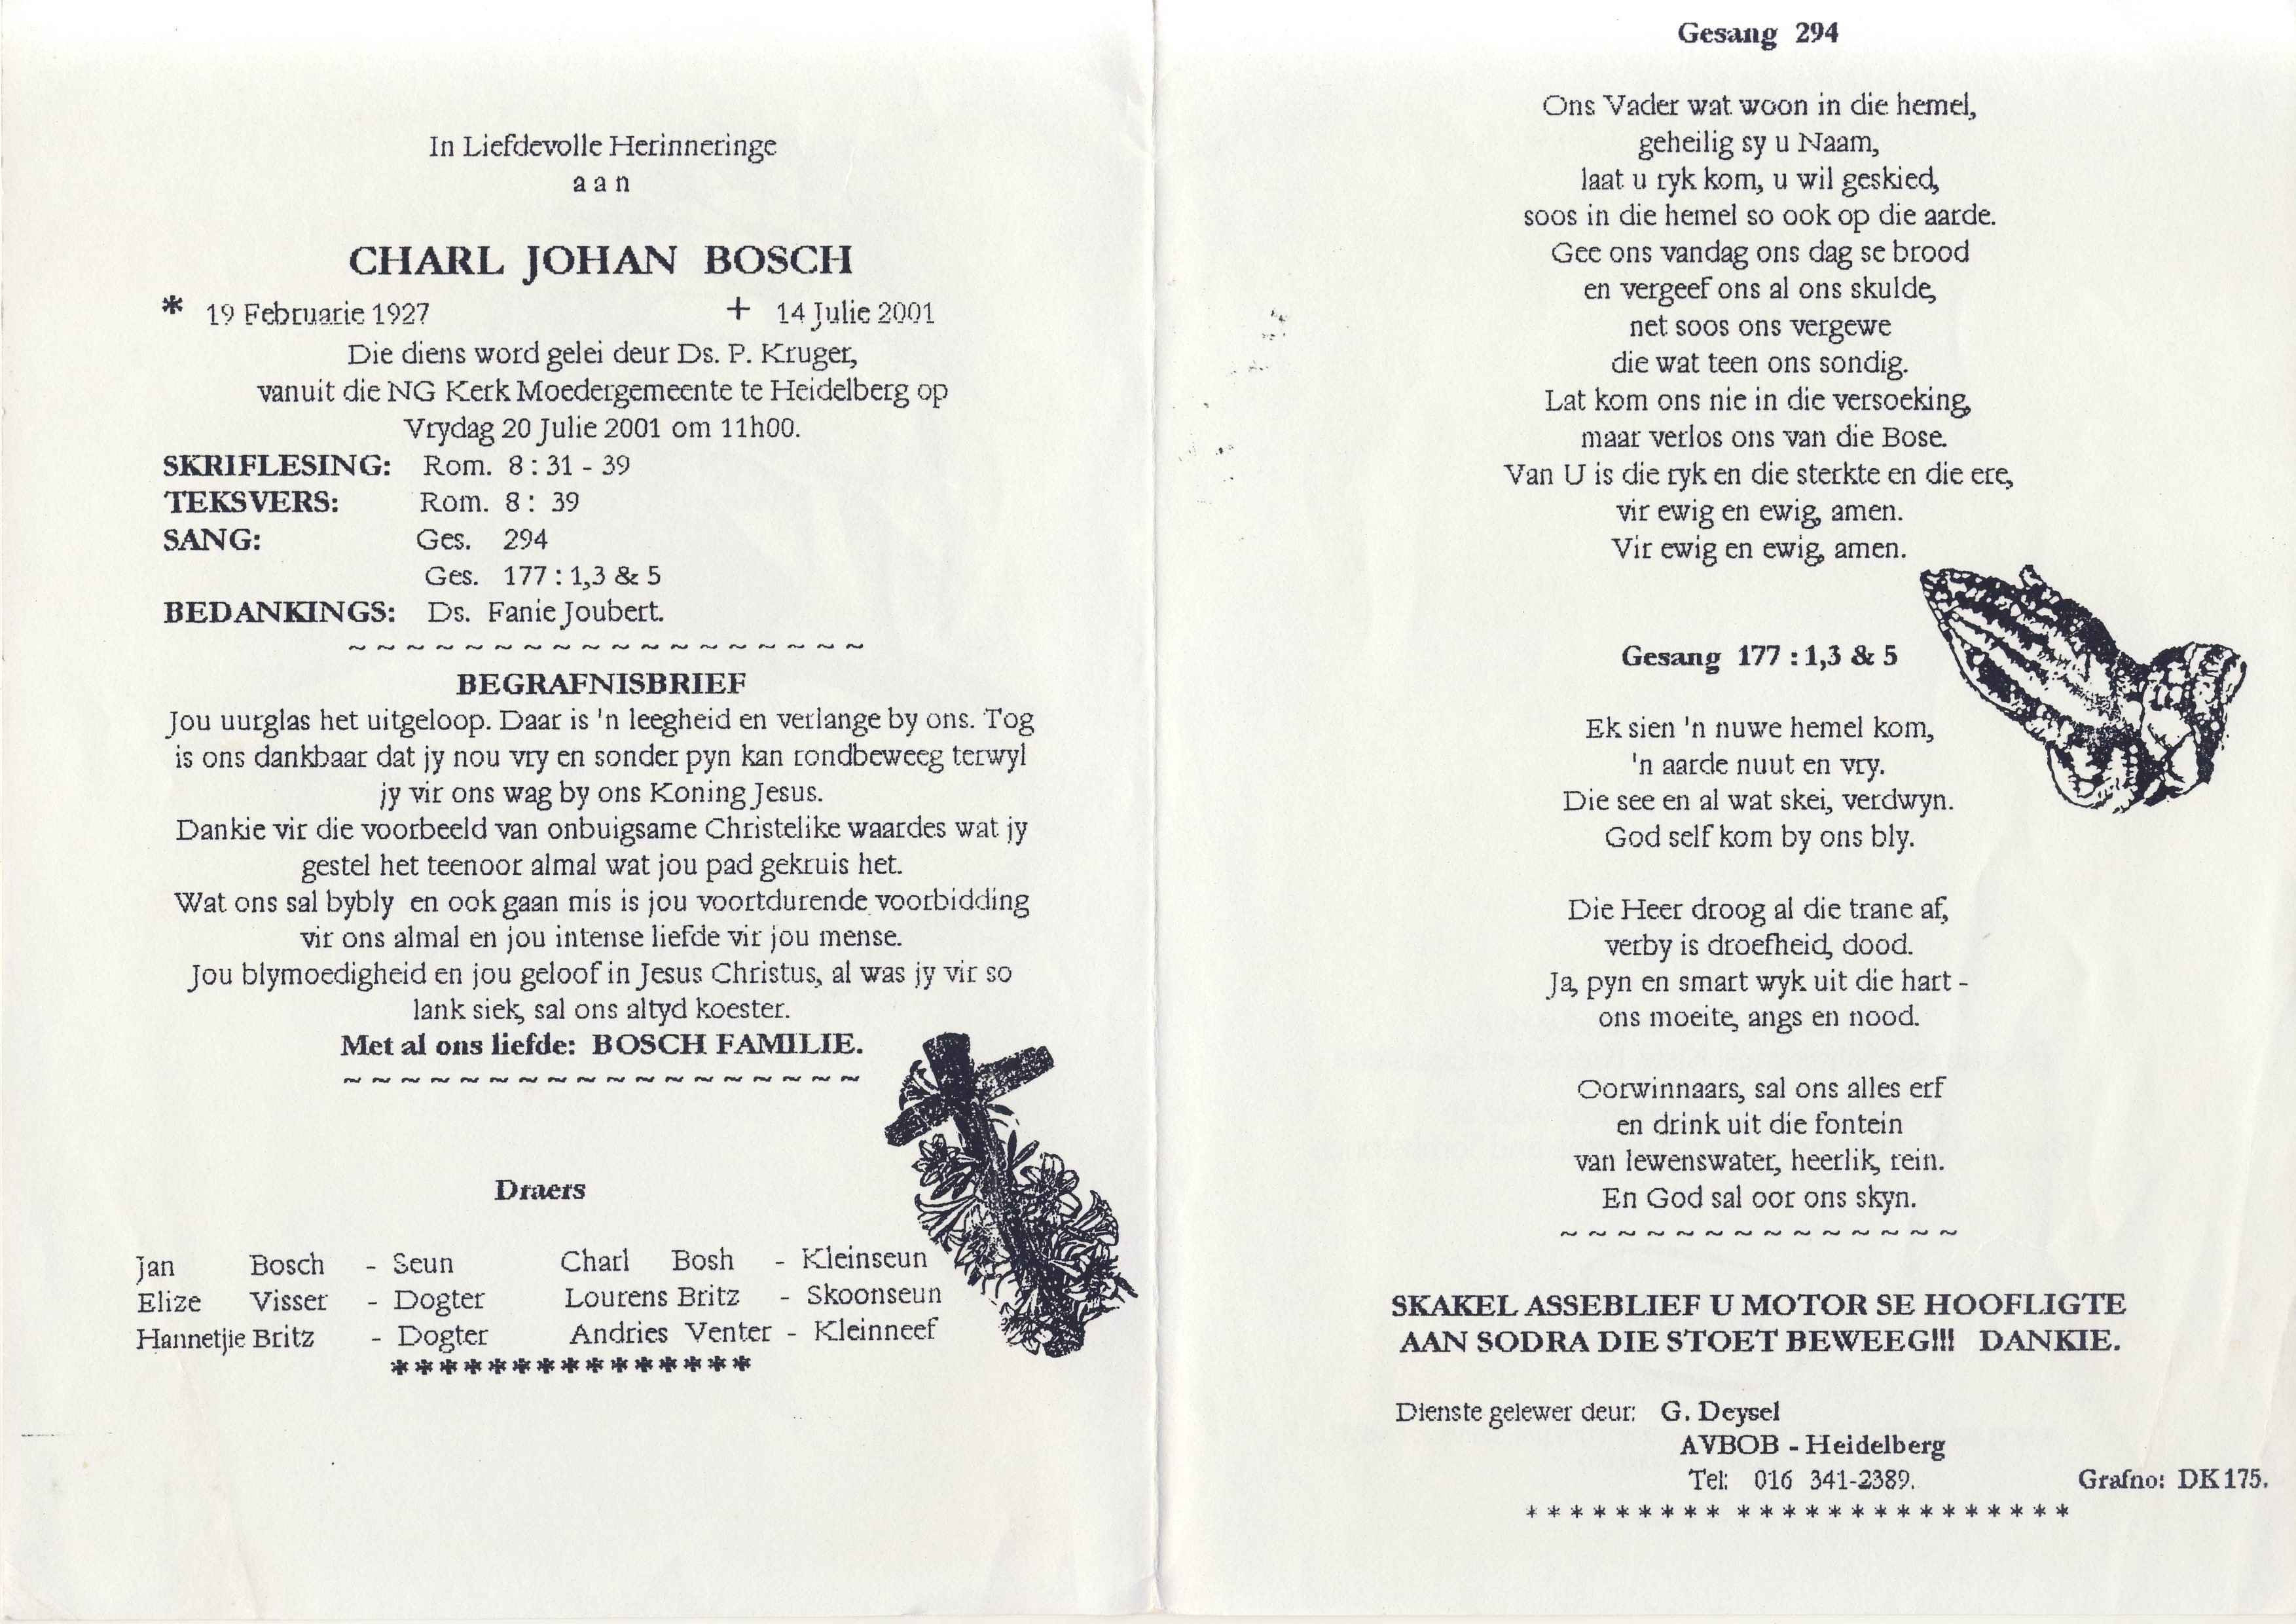 In Liefdevolle Herinneringe
aan
CHARL JOHAN BOSCH
* 19 Februarie 1927 + 14 Julie 2001
Die diens word gelei deur Ds. P. Kruger,
vanuit die NG Kerk Moedergemeente te Heidelberg op
Vrydag 20 Julie 2001 om 11h00.
SKRIFLESING: Rom. 8 : 31 - 39
TEKSVERS: Rom. 8 : 39
SANG: Ges. 294
Ges. 177 : 1,3 & 5
BEDANKINGS: Ds. Fanie Joubert.
~ ~ ~ ~ ~ ~ ~ ~ ~ ~ ~ ~ ~ ~ ~ ~ ~ ~
BEGRAFNISBRIEF
Jou uurglas het uitgeloop. Daar is 'n leegheid en verlange by ons. Tog
is ons dankbaar dat jy nou vry en sonder pyn kan rondbeweeg terwyl
jy vir ons wag by ons Koning Jesus.
Dankie vir die voorbeeld van onbuigsame Christelike waardes wat jy
gestel het teenoor almal wat jou pad gekruis het.
Wat ons sal bybly en ook gaan mis is jou voortdurende voorbidding
vir ons almal en jou intense liefde vir jou mense.
Jou blymoedigheid en jou geloof in Jesus Christus, al was jy vir so
lank siek, sal ons altyd koester.
Met al ons liefde: BOSCH FAMILIE.
~ ~ ~ ~ ~ ~ ~ ~ ~ ~ ~ ~ ~ ~ ~ ~ ~ ~
Draers
Jan Bosch - Seun Charl Bosh - Kleinseun
Elize Visser - Dogter Lourens Britz - Skoonseun
Hannetjie Britz - Dogter Andries Venter - Kleinneef
* * * * * * * * * * * * * * *
Gesang 294
Ons Vader wat woon in die hemel,
geheilig sy u Naam,
laat u ryk kom, u wil geskied,
soos in die hemel so ook op die aarde.
Gee ons vandag ons dag se brood
en vergeef ons al ons skulde,
net soos ons vergewe
die wat teen ons sondig.
Lat kom ons nie in die versoeking,
maar verlos ons van die Bose.
Van U is die ryk en die sterkte en die ere,
vir ewig en ewig, amen.
Vir ewig en ewig, amen.
Gesang 177 : 1,3 & 5
Ek sien 'n nuwe hemel kom,
'n aarde nuut en vry.
Die see en al wat skei, verdwyn.
God self kom by ons bly.
Die Heer droog al die trane af,
verby is droefheid, dood.
Ja, pyn en smart wyk uit die hart -
ons moeite, angs en nood.
Oorwinnaars, sal ons alles erf
en drink uit die fontein
van lewenswater, heerlik, rein.
En God sal oor ons skyn.
~ ~ ~ ~ ~ ~ ~ ~ ~ ~ ~ ~ ~ ~
SKAKEL ASSEBLIEF U MOTOR SE HOOFLIGTE
AAN SODRA DIE STOET BEWEEG!!! DANKIE.
Dienste gelewer deur: G. Deysel
AVBOB - Heidelberg
Tel: 016 341-2389. Grafno: DK 175.
* * * * * * * * * * * * * * * * * * * * * * * *